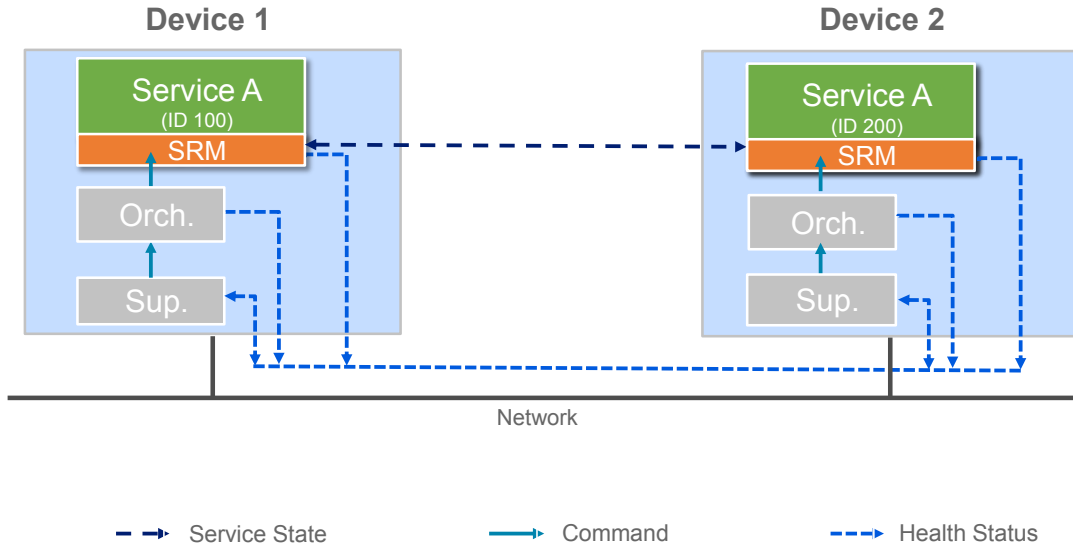 Device 1
Device 2
Service A
(ID 100)
SRM
Orch.
Sup.
Service A
(ID 200)
SRM
Orch.
Sup.
Network
Service State
Command
Health Status